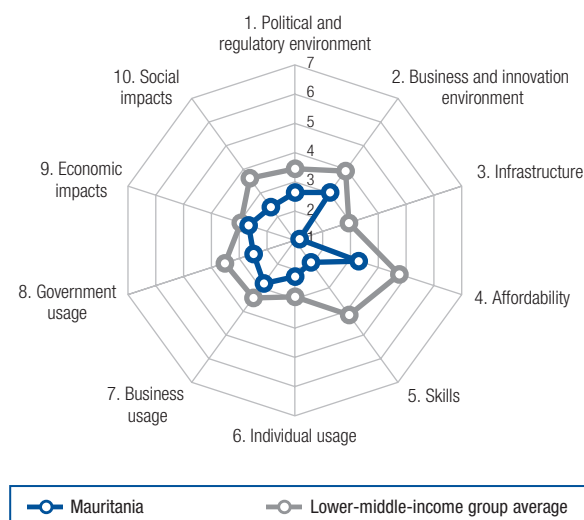 1. Political and
regulatory environment
2. Business and innovation
environment
3. Infrastructure
4. Affordability
5. Skills
6. Individual usage
7. Business
usage
8. Government
usage
9. Economic
impacts
10. Social
impacts
7
6
5
4
3
2
1
Mauritania
Lower-middle-income group average